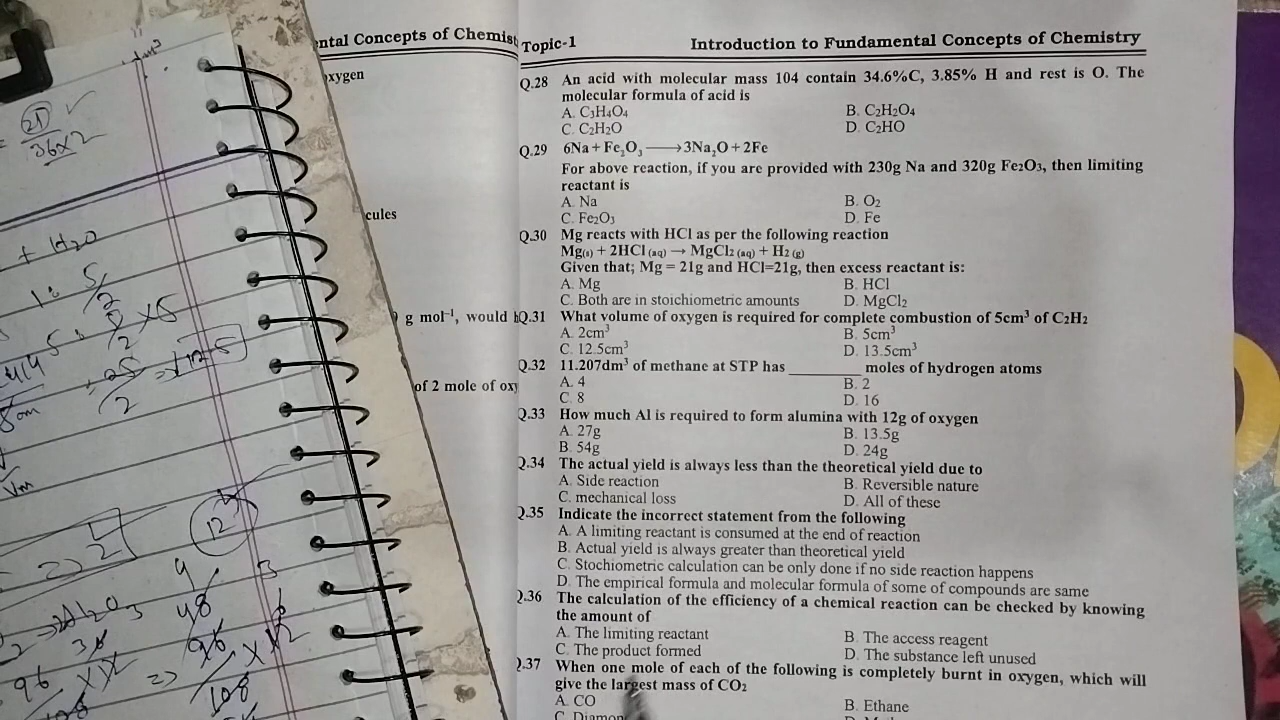 ntal Concepts of Chemist
xygen
cules
g mol⁻¹, would
of 2 mole of oxy
Topic-1 Introduction to Fundamental Concepts of Chemistry
Q.28 An acid with molecular mass 104 contain 34.6%C, 3.85% H and rest is O. The
molecular formula of acid is
A. C₃H₄O₄ B. C₂H₂O₄
C. C₂H₂O D. C₂HO
Q.29 6Na + Fe₂O₃ ⟶ 3Na₂O + 2Fe
For above reaction, if you are provided with 230g Na and 320g Fe₂O₃, then limiting
reactant is
A. Na B. O₂
C. Fe₂O₃ D. Fe
Q.30 Mg reacts with HCl as per the following reaction
Mg(s) + 2HCl (aq) → MgCl₂ (aq) + H₂ (g)
Given that; Mg = 21g and HCl=21g, then excess reactant is:
A. Mg B. HCl
C. Both are in stoichiometric amounts D. MgCl₂
Q.31 What volume of oxygen is required for complete combustion of 5cm³ of C₂H₂
A. 2cm³ B. 5cm³
C. 12.5cm³ D. 13.5cm³
Q.32 11.207dm³ of methane at STP has ________ moles of hydrogen atoms
A. 4 B. 2
C. 8 D. 16
Q.33 How much Al is required to form alumina with 12g of oxygen
A. 27g B. 13.5g
B. 54g D. 24g
Q.34 The actual yield is always less than the theoretical yield due to
A. Side reaction B. Reversible nature
C. mechanical loss D. All of these
Q.35 Indicate the incorrect statement from the following
A. A limiting reactant is consumed at the end of reaction
B. Actual yield is always greater than theoretical yield
C. Stochiometric calculation can be only done if no side reaction happens
D. The empirical formula and molecular formula of some of compounds are same
Q.36 The calculation of the efficiency of a chemical reaction can be checked by knowing
the amount of
A. The limiting reactant B. The access reagent
C. The product formed D. The substance left unused
Q.37 When one mole of each of the following is completely burnt in oxygen, which will
give the largest mass of CO₂
A. CO B. Ethane
C. Diamon
+ H₂O